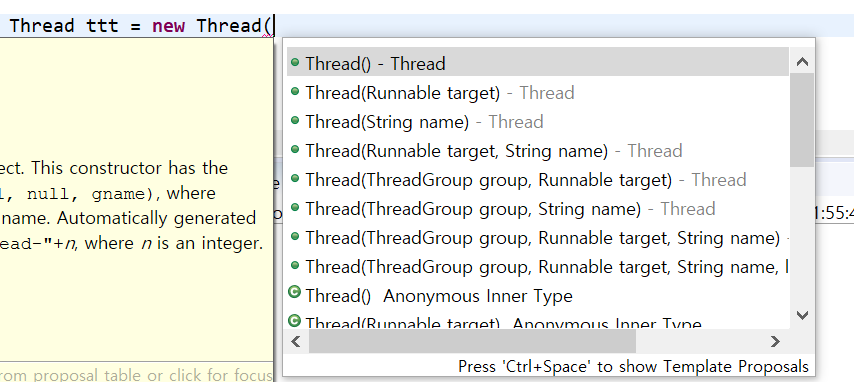 Thread ttt = new Thread(
Thread() - Thread
Thread(Runnable target) - Thread
Thread(String name) - Thread
Thread(Runnable target, String name) - Thread
Thread(ThreadGroup group, Runnable target) - Thread
Thread(ThreadGroup group, String name) - Thread
Thread(ThreadGroup group, Runnable target, String name) -
Thread(ThreadGroup group, Runnable target, String name, l
Thread() Anonymous Inner Type
Thread(Runnable target) Anonymous Inner Type
Press 'Ctrl+Space' to show Template Proposals
ect. This constructor has the
l, null, gname), where
name. Automatically generated
ead-"+n, where n is an integer.
rom proposal table or click for focus
1:55:4